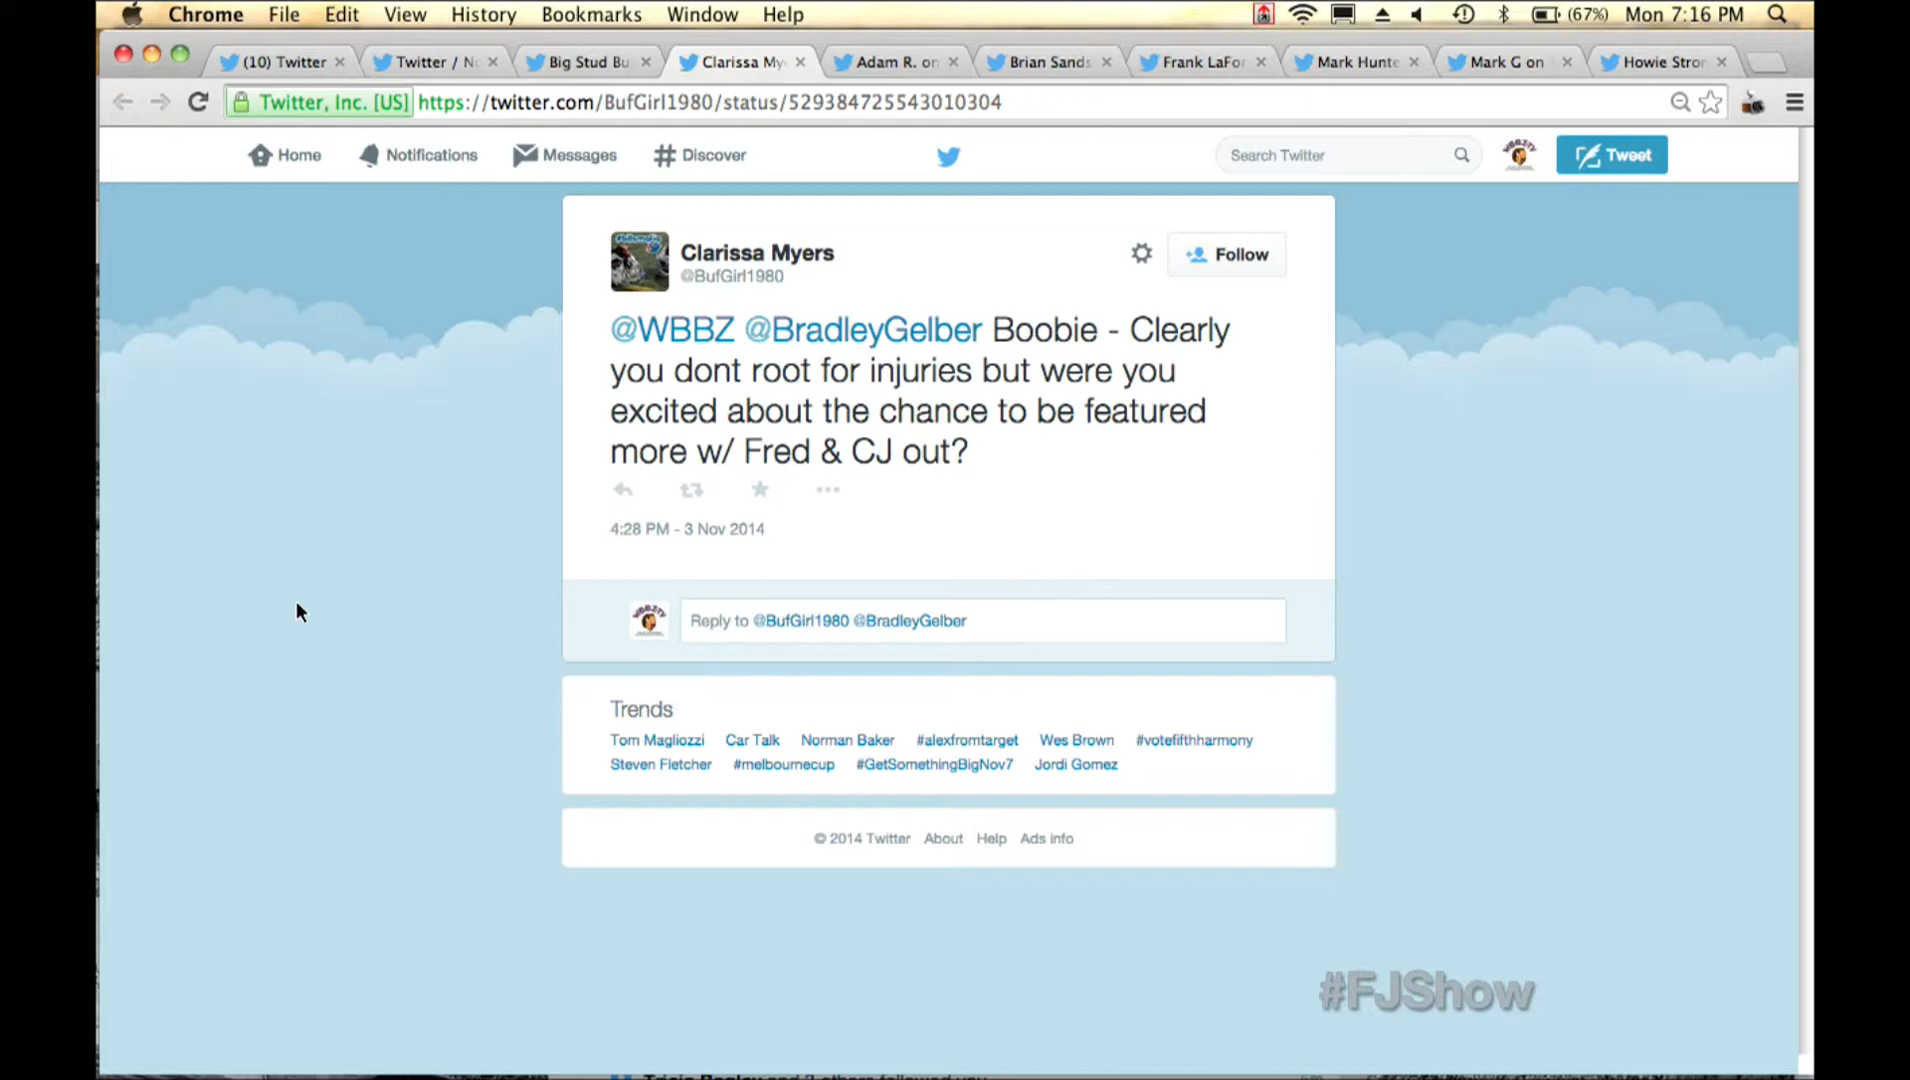 Chrome File Edit View History Bookmarks Window Help (67%) Mon 7:16 PM
(10) Twitter Twitter / No Big Stud Bu Clarissa My Adam R. on Brian Sands Frank LaFor Mark Hunte Mark G on Howie Stron
Twitter, Inc. [US] https://twitter.com/BufGirl1980/status/529384725543010304
Home Notifications Messages # Discover Search Twitter Tweet
Clarissa Myers
@BufGirl1980
Follow
@WBBZ @BradleyGelber Boobie - Clearly
you dont root for injuries but were you
excited about the chance to be featured
more w/ Fred & CJ out?
4:28 PM - 3 Nov 2014
WBBZTV
Reply to @BufGirl1980 @BradleyGelber
Trends
Tom Magliozzi Car Talk Norman Baker #alexfromtarget Wes Brown #votefifthharmony
Steven Fletcher #melbournecup #GetSomethingBigNov7 Jordi Gomez
© 2014 Twitter About Help Ads info
#FJShow